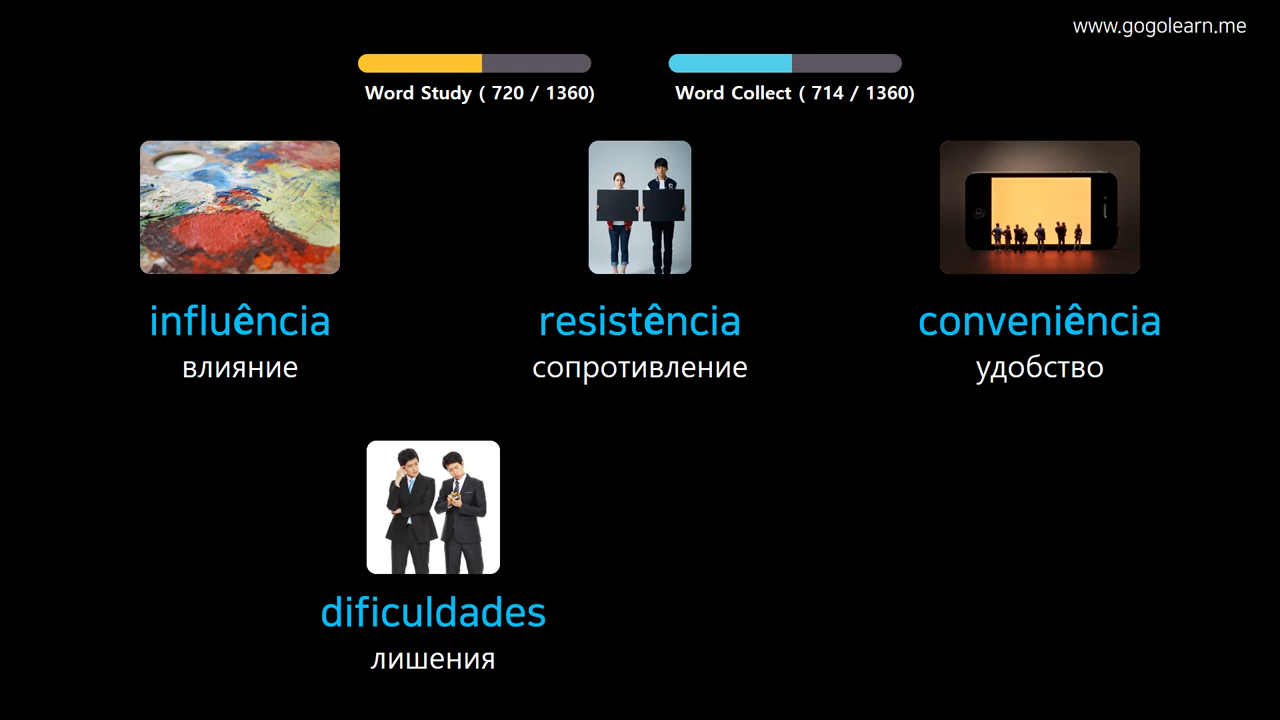 www.gogolearn.me
Word Study ( 720 / 1360)
Word Collect ( 714 / 1360)
influência
влияние
resistência
сопротивление
conveniência
удобство
dificuldades
лишения